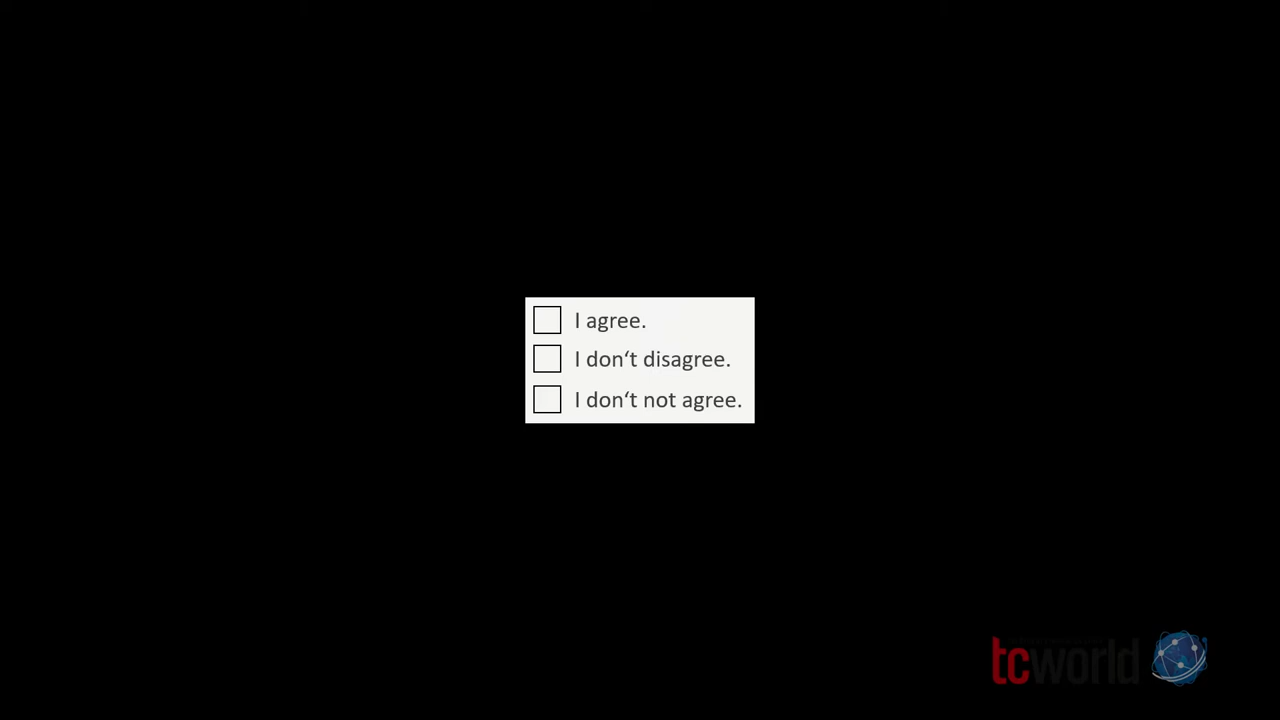 I agree.
I don‘t disagree.
I don‘t not agree.
tcworld